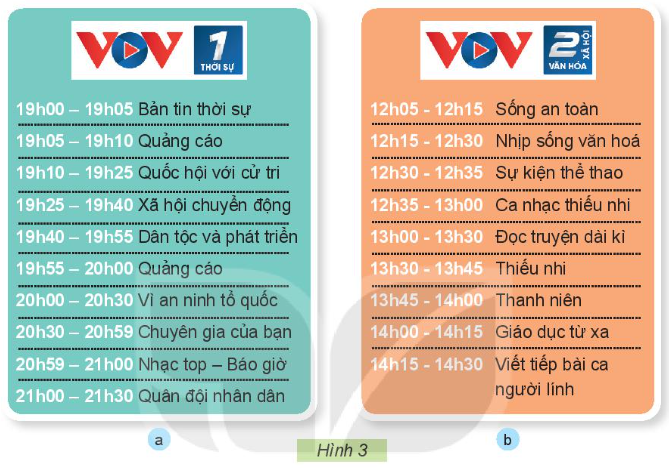 VOV 1
THỜI SỰ
19h00 – 19h05 Bản tin thời sự
19h05 – 19h10 Quảng cáo
19h10 – 19h25 Quốc hội với cử tri
19h25 – 19h40 Xã hội chuyển động
19h40 – 19h55 Dân tộc và phát triển
19h55 – 20h00 Quảng cáo
20h00 – 20h30 Vì an ninh tổ quốc
20h30 – 20h59 Chuyên gia của bạn
20h59 – 21h00 Nhạc top – Báo giờ
21h00 – 21h30 Quân đội nhân dân
a
VOV 2
VĂN HÓA
XÃ HỘI
12h05 - 12h15 Sống an toàn
12h15 - 12h30 Nhịp sống văn hoá
12h30 - 12h35 Sự kiện thể thao
12h35 - 13h00 Ca nhạc thiếu nhi
13h00 - 13h30 Đọc truyện dài kì
13h30 - 13h45 Thiếu nhi
13h45 - 14h00 Thanh niên
14h00 - 14h15 Giáo dục từ xa
14h15 - 14h30 Viết tiếp bài ca
người lính
b
Hình 3